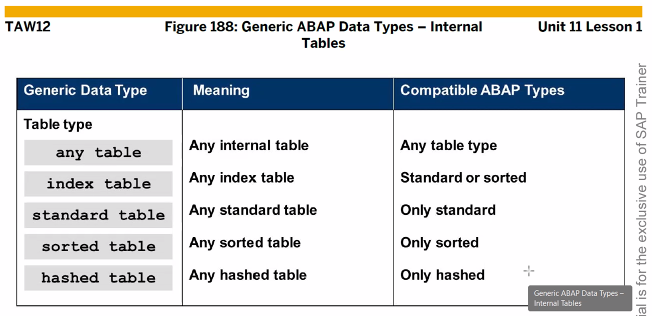 TAW12
Figure 188: Generic ABAP Data Types – Internal
Tables
Unit 11 Lesson 1
Generic Data Type
Meaning
Compatible ABAP Types
Table type
any table
Any internal table
Any table type
index table
Any index table
Standard or sorted
standard table
Any standard table
Only standard
sorted table
Any sorted table
Only sorted
hashed table
Any hashed table
Only hashed
Generic ABAP Data Types –
Internal Tables
ial is for the exclusive use of SAP Trainer